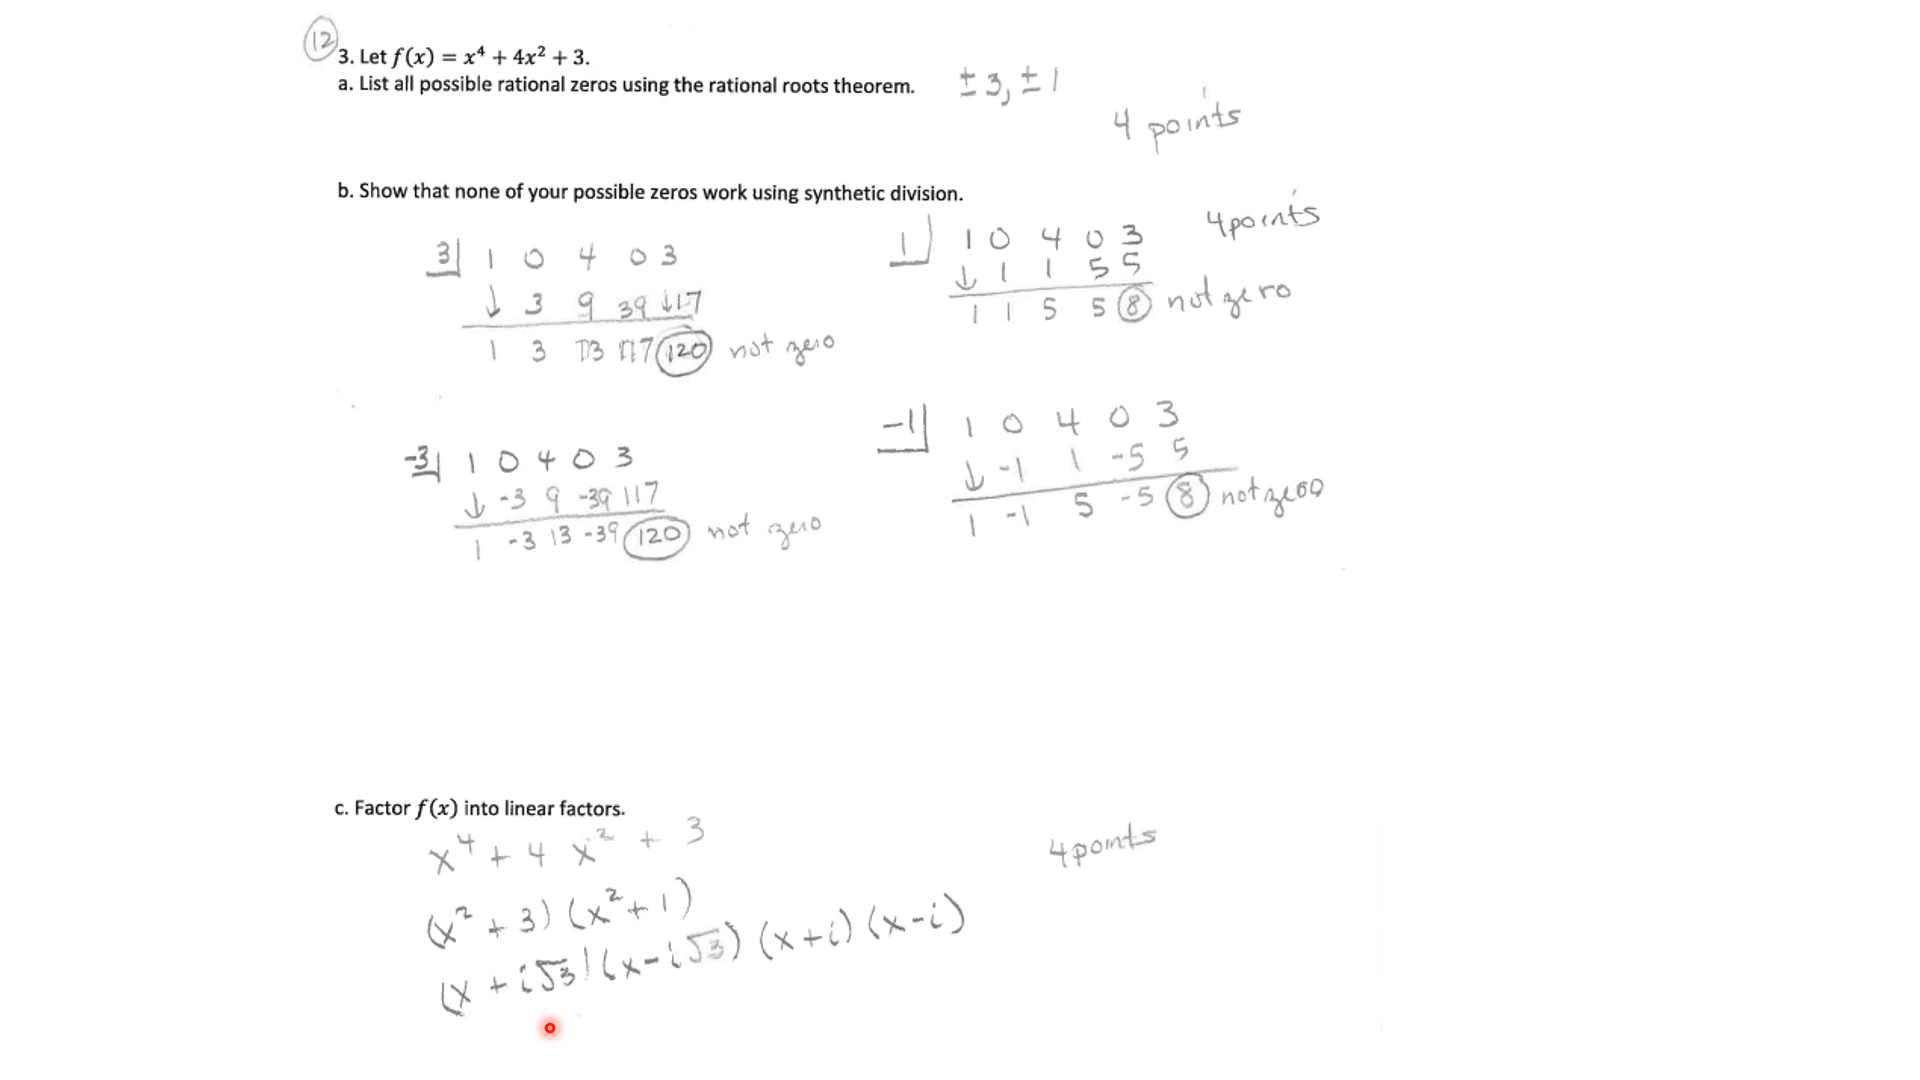 12
3. Let f(x) = x⁴ + 4x² + 3.
a. List all possible rational zeros using the rational roots theorem. ± 3, ± 1
4 points
b. Show that none of your possible zeros work using synthetic division.
4 points
3| 1 0 4 0 3
↓ 3 9 39 117
1 3 13 117 (120) not zero
1| 1 0 4 0 3
↓ 1 1 5 5
1 1 5 5 (8) not zero
-3| 1 0 4 0 3
↓ -3 9 -39 117
1 -3 13 -39 (120) not zero
-1| 1 0 4 0 3
↓ -1 1 -5 5
1 -1 5 -5 (8) not zero
c. Factor f(x) into linear factors.
x⁴ + 4 x² + 3
4 points
(x² + 3) (x² + 1)
(x + i√3)(x - i√3) (x + i) (x - i)